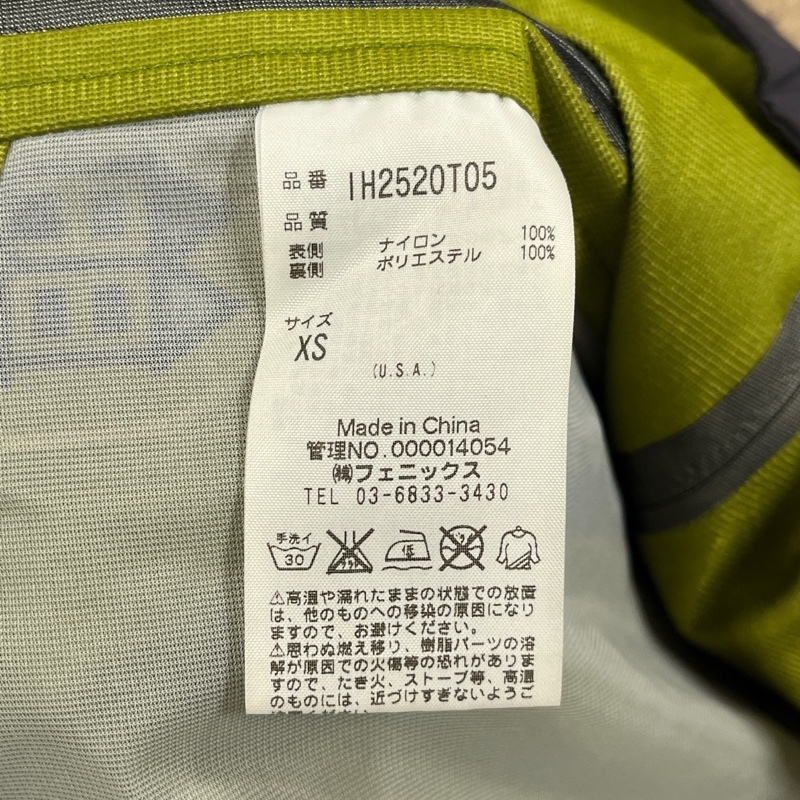 品番 IH2520T05
品質
表側 ナイロン 100%
裏側 ポリエステル 100%
サイズ
XS
(U.S.A.)
Made in China
管理NO.000014054
㈱フェニックス
TEL 03-6833-3430
手洗イ 30 低
⚠高温や濡れたままの状態での放置
は、他のものへの移染の原因になり
ますので、お避けください。
⚠思わぬ燃え移り、樹脂パーツの溶
解が原因での火傷等の恐れがありま
すので、たき火、ストーブ等、高温
のものには、近づけすぎないようご